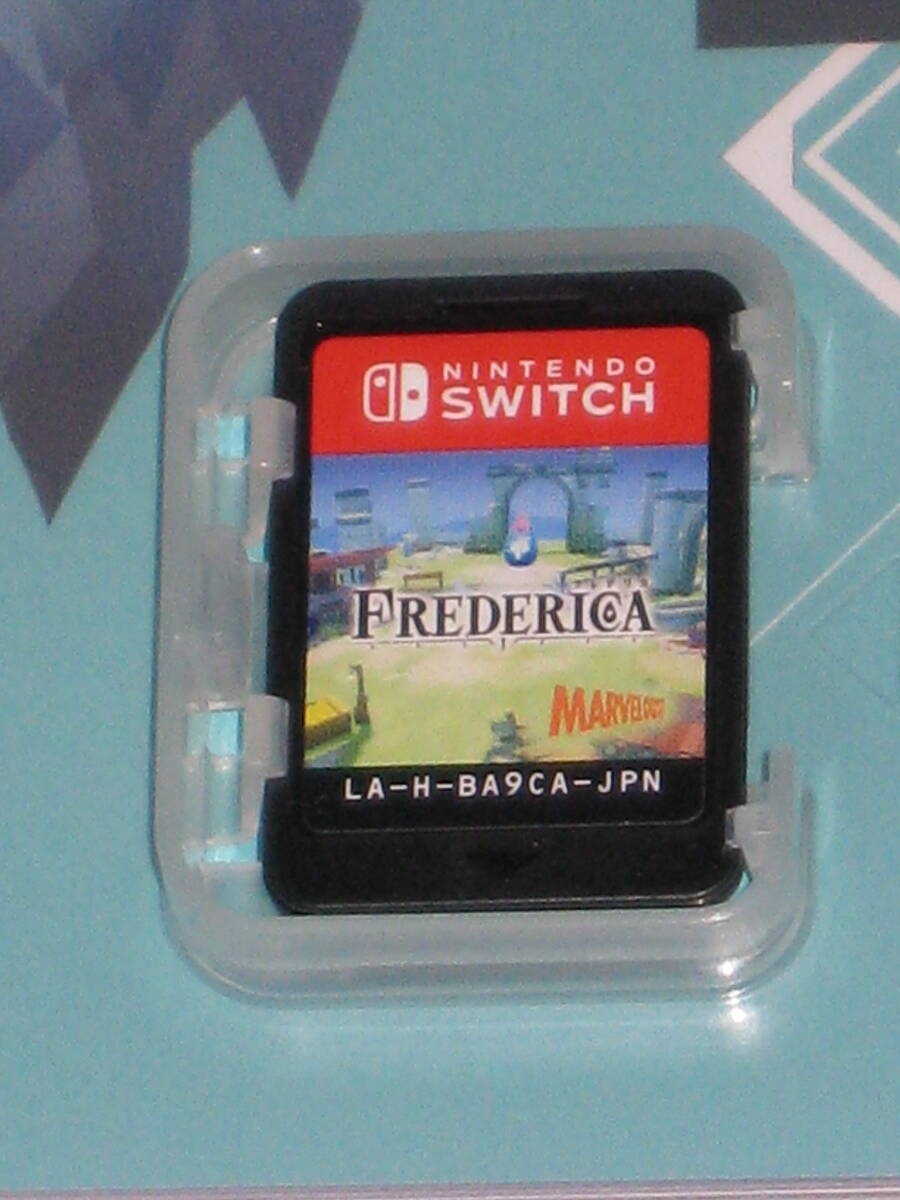 NINTENDO
SWITCH
FREDERICA
MARVELOUS!
LA-H-BA9CA-JPN